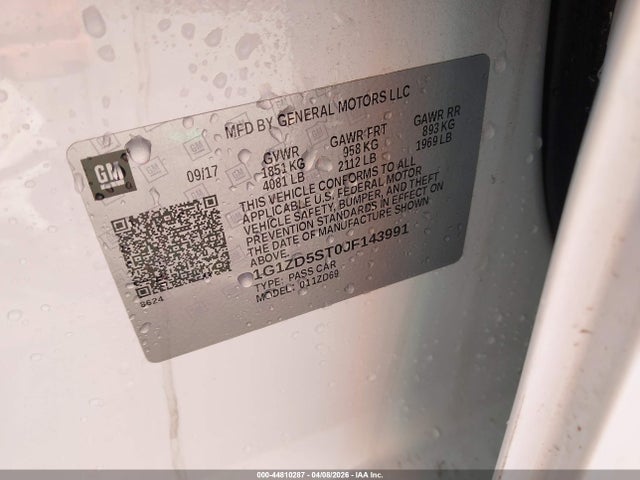 MFD BY GENERAL MOTORS LLC
GM
09/17
GVWR GAWR FRT GAWR RR
1851 KG 958 KG 893 KG
4081 LB 2112 LB 1969 LB
THIS VEHICLE CONFORMS TO ALL
APPLICABLE U.S. FEDERAL MOTOR
VEHICLE SAFETY, BUMPER, AND THEFT
PREVENTION STANDARDS IN EFFECT ON
THE DATE OF MANUFACTURE SHOWN
ABOVE.
1G1ZD5ST0JF143991
TYPE: PASS CAR
MODEL: 011ZD69
8624
000-44810287 - 04/08/2026 - IAA Inc.